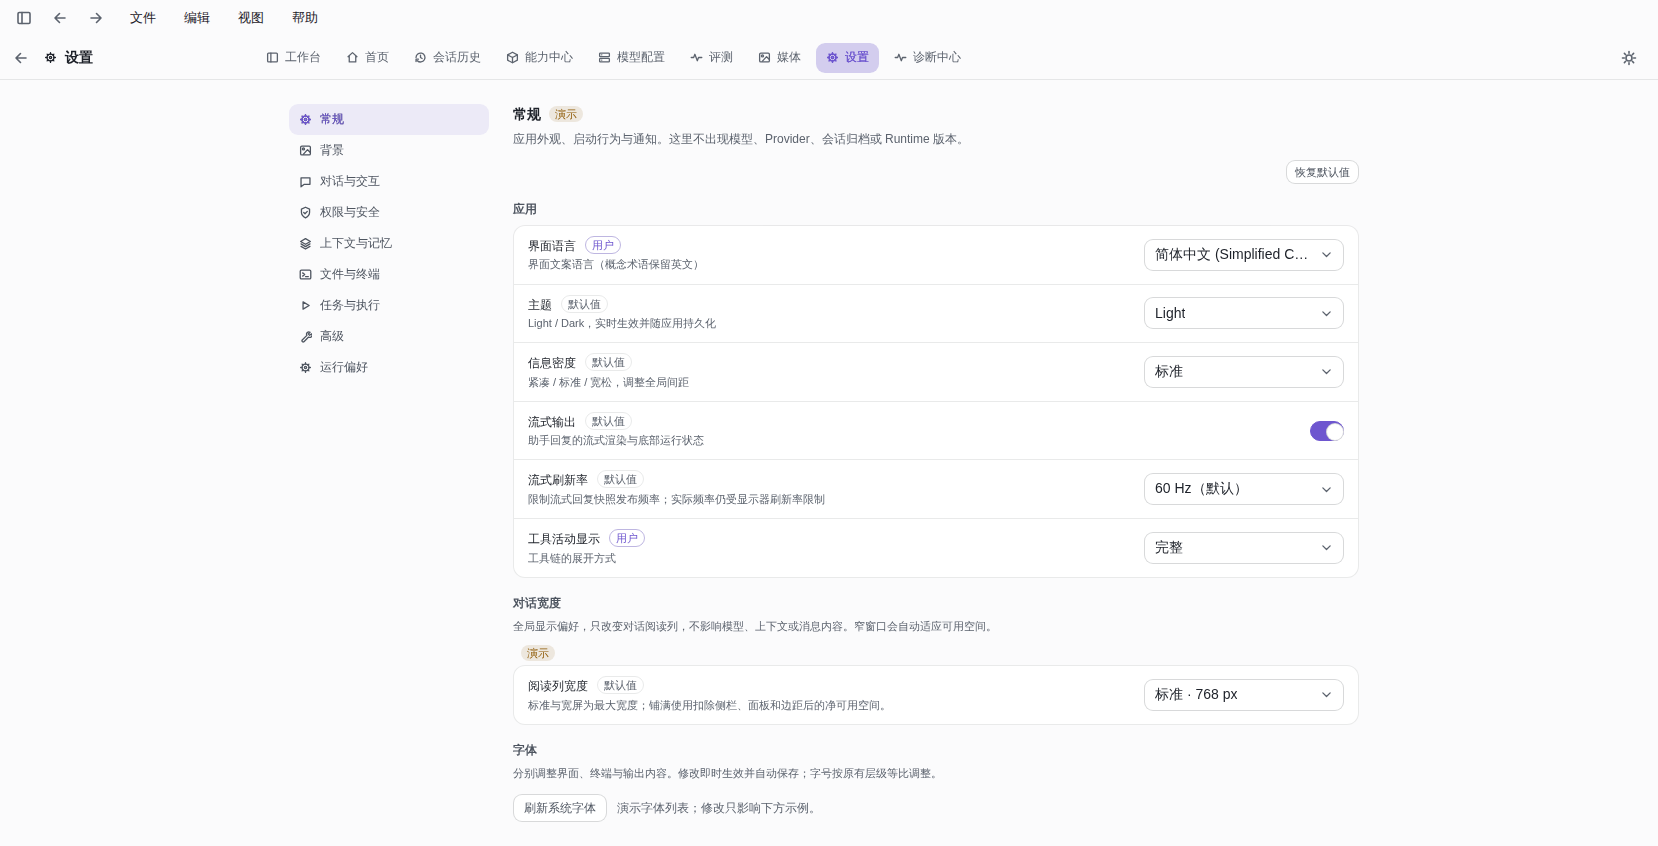 文件 编辑 视图 帮助
设置 工作台 首页 会话历史 能力中心 模型配置 评测 媒体 设置 诊断中心
常规
背景
对话与交互
权限与安全
上下文与记忆
文件与终端
任务与执行
高级
运行偏好
常规 演示
应用外观、启动行为与通知。这里不出现模型、Provider、会话归档或 Runtime 版本。
恢复默认值
应用
界面语言 用户
界面文案语言（概念术语保留英文）
简体中文 (Simplified C…
主题 默认值
Light / Dark，实时生效并随应用持久化
Light
信息密度 默认值
紧凑 / 标准 / 宽松，调整全局间距
标准
流式输出 默认值
助手回复的流式渲染与底部运行状态
流式刷新率 默认值
限制流式回复快照发布频率；实际频率仍受显示器刷新率限制
60 Hz（默认）
工具活动显示 用户
工具链的展开方式
完整
对话宽度
全局显示偏好，只改变对话阅读列，不影响模型、上下文或消息内容。窄窗口会自动适应可用空间。
演示
阅读列宽度 默认值
标准与宽屏为最大宽度；铺满使用扣除侧栏、面板和边距后的净可用空间。
标准 · 768 px
字体
分别调整界面、终端与输出内容。修改即时生效并自动保存；字号按原有层级等比调整。
刷新系统字体 演示字体列表；修改只影响下方示例。